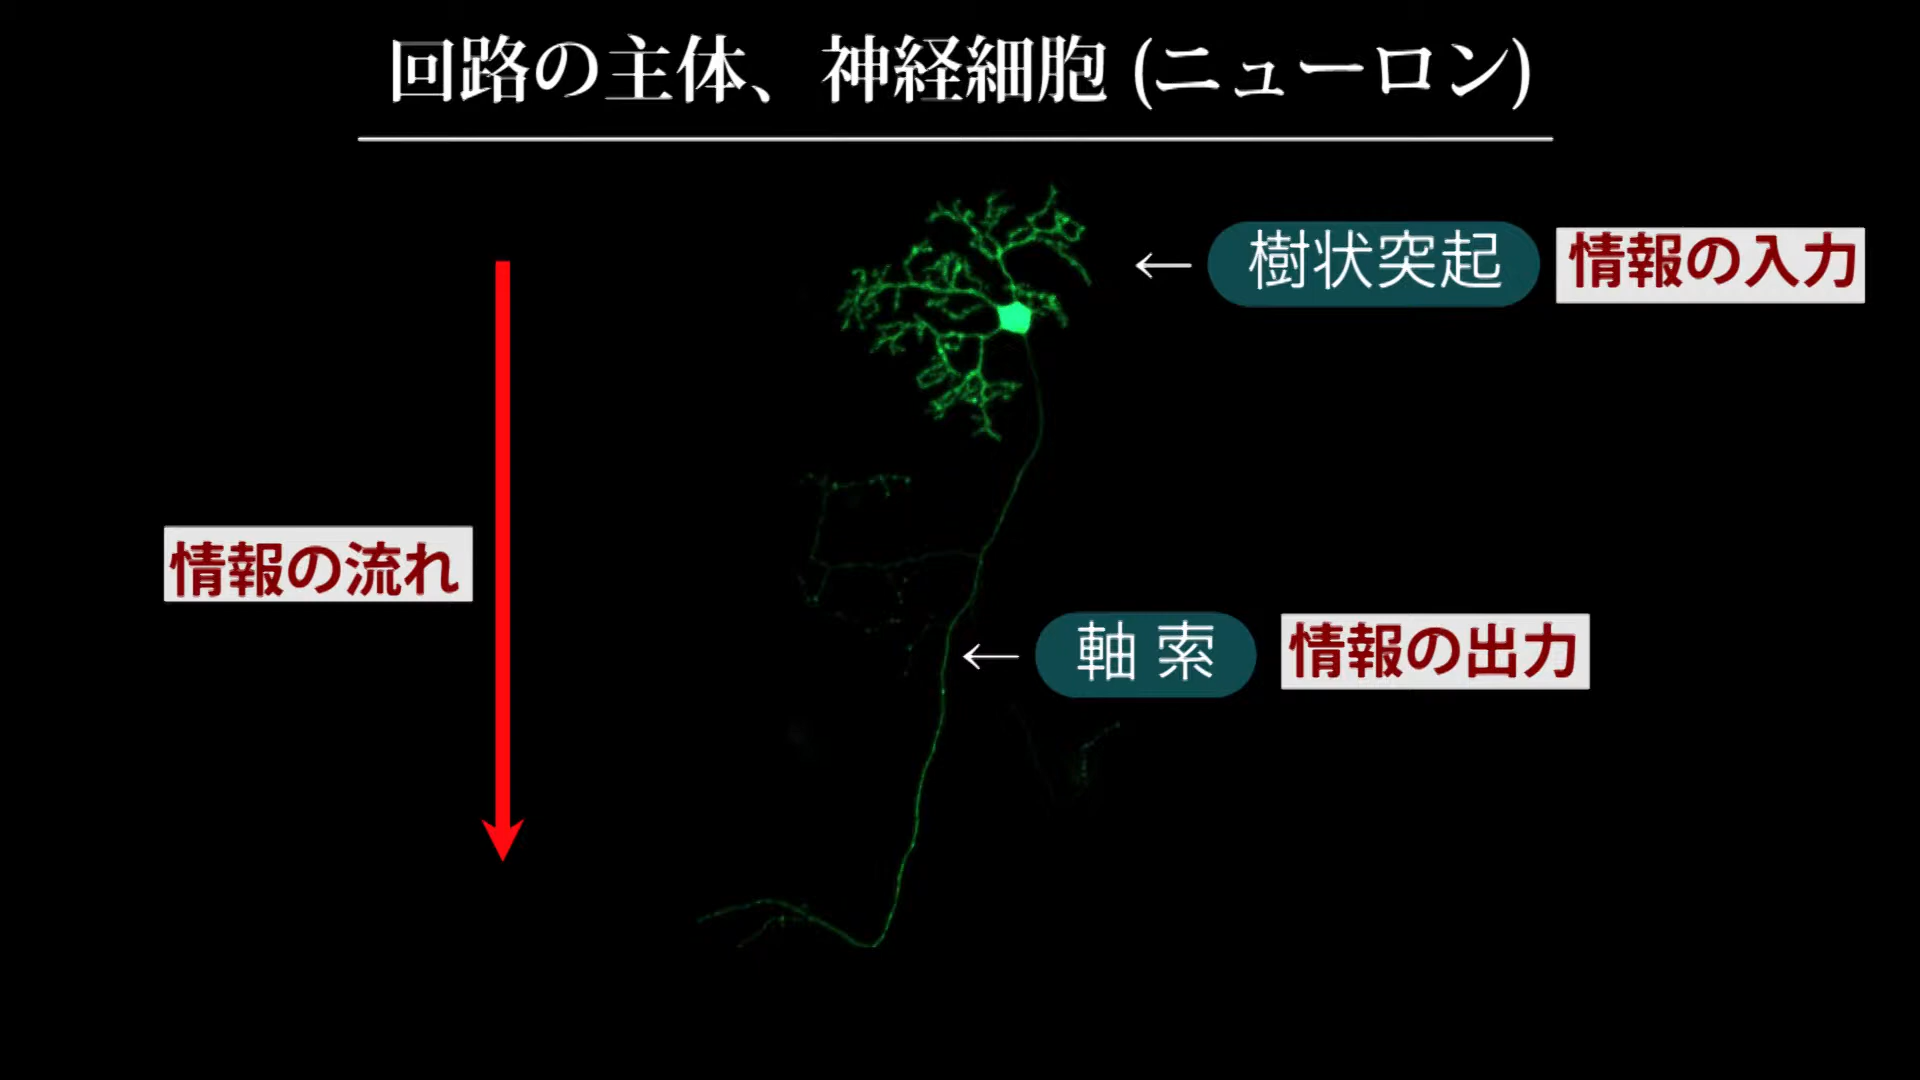 回路の主体、神経細胞 (ニューロン)
← 樹状突起 情報の入力
情報の流れ
← 軸索 情報の出力